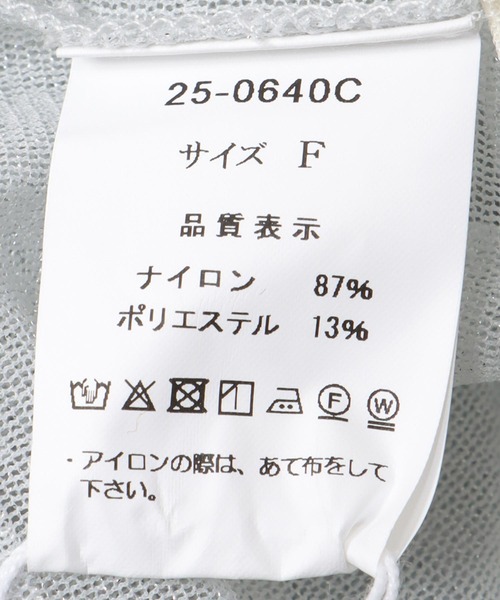 25-0640C
サイズ F
品質表示
ナイロン 87%
ポリエステル 13%
F W
・アイロンの際は、あて布をして
下さい。